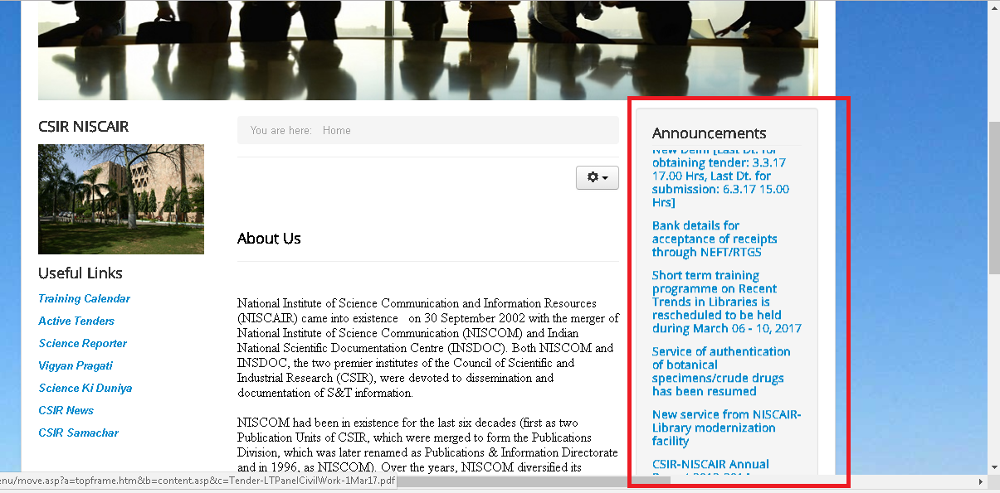 CSIR NISCAIR
Useful Links
Training Calendar
Active Tenders
Science Reporter
Vigyan Pragati
Science Ki Duniya
CSIR News
CSIR Samachar
You are here: Home
About Us
National Institute of Science Communication and Information Resources
(NISCAIR) came into existence on 30 September 2002 with the merger of
National Institute of Science Communication (NISCOM) and Indian
National Scientific Documentation Centre (INSDOC). Both NISCOM and
INSDOC, the two premier institutes of the Council of Scientific and
Industrial Research (CSIR), were devoted to dissemination and
documentation of S&T information.
NISCOM had been in existence for the last six decades (first as two
Publication Units of CSIR, which were merged to form the Publications
Division, which was later renamed as Publications & Information Directorate
and in 1996, as NISCOM). Over the years, NISCOM diversified its
Announcements
New Delhi [Last Dt. for
obtaining tender: 3.3.17
17.00 Hrs, Last Dt. for
submission: 6.3.17 15.00
Hrs]
Bank details for
acceptance of receipts
through NEFT/RTGS
Short term training
programme on Recent
Trends in Libraries is
rescheduled to be held
during March 06 - 10, 2017
Service of authentication
of botanical
specimens/crude drugs
has been resumed
New service from NISCAIR-
Library modernization
facility
CSIR-NISCAIR Annual
enu/move.asp?a=topframe.htm&b=content.asp&c=Tender-LTPanelCivilWork-1Mar17.pdf